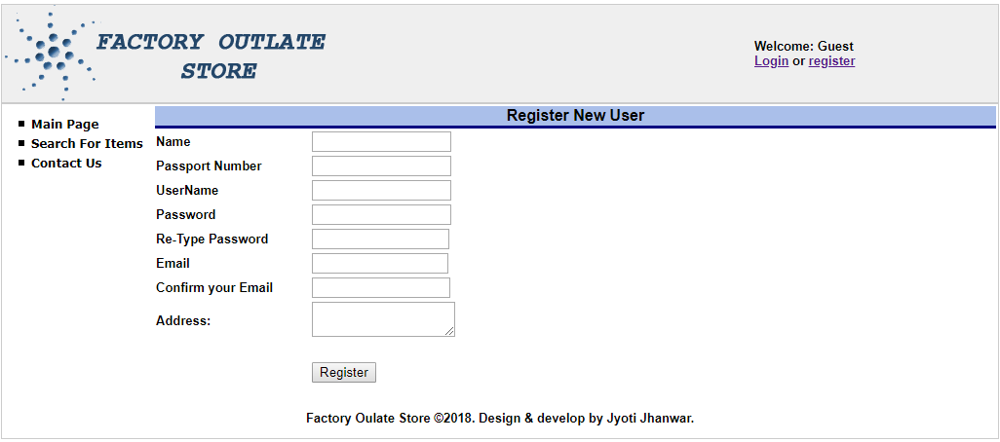 FACTORY OUTLATE
STORE
Welcome: Guest
Login or register
Main Page
Search For Items
Contact Us
Register New User
Name
Passport Number
UserName
Password
Re-Type Password
Email
Confirm your Email
Address:
Register
Factory Oulate Store ©2018. Design & develop by Jyoti Jhanwar.